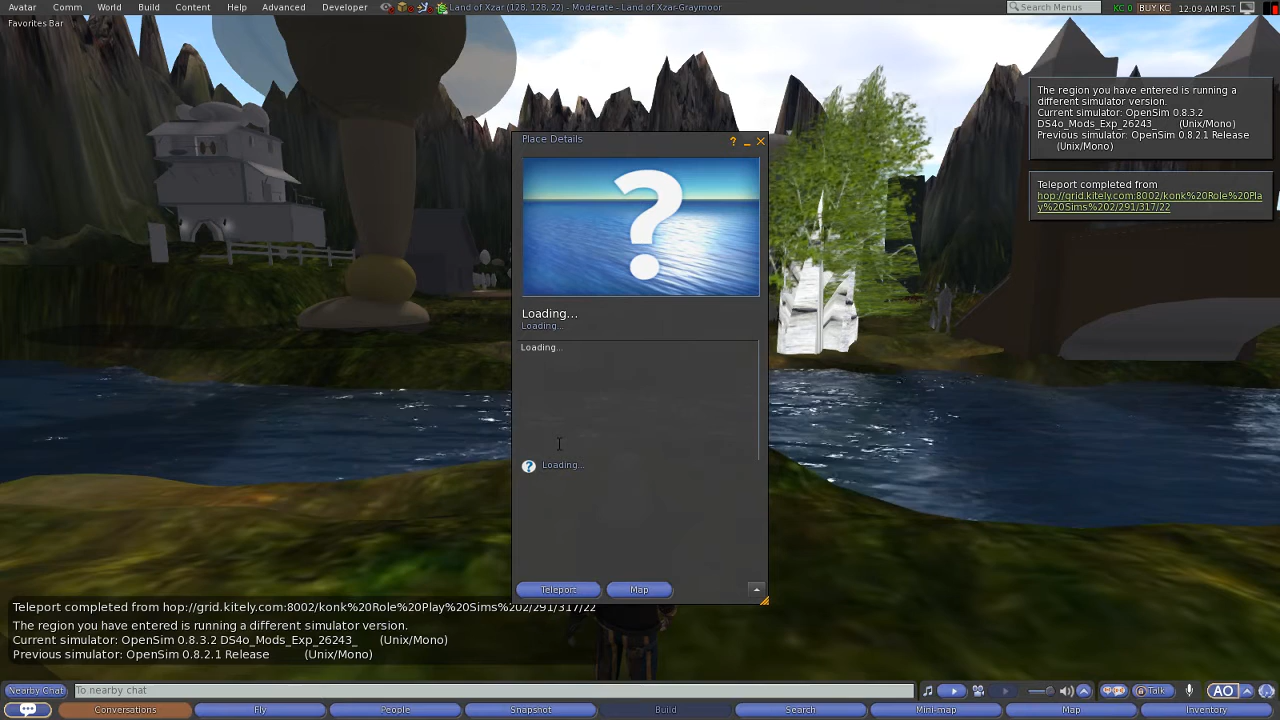 Avatar Comm World Build Content Help Advanced Developer Land of Xzar (128, 128, 22) - Moderate - Land of Xzar-Graymoor Search Menus KC 0 BUY KC 12:09 AM PST
Favorites Bar
The region you have entered is running a
different simulator version.
Current simulator: OpenSim 0.8.3.2
DS4o_Mods_Exp_26243_ (Unix/Mono)
Previous simulator: OpenSim 0.8.2.1 Release
(Unix/Mono)
Teleport completed from
hop://grid.kitely.com:8002/konk%20Role%20Pla
y%20Sims%202/291/317/22
Place Details
? _ X
?
Loading...
Loading...
Loading...
? Loading...
Teleport Map
Teleport completed from hop://grid.kitely.com:8002/konk%20Role%20Play%20Sims%202/291/317/22
The region you have entered is running a different simulator version.
Current simulator: OpenSim 0.8.3.2 DS4o_Mods_Exp_26243_ (Unix/Mono)
Previous simulator: OpenSim 0.8.2.1 Release (Unix/Mono)
Nearby Chat To nearby chat Talk AO
Conversations Fly People Snapshot Build Search Mini-map Map Inventory